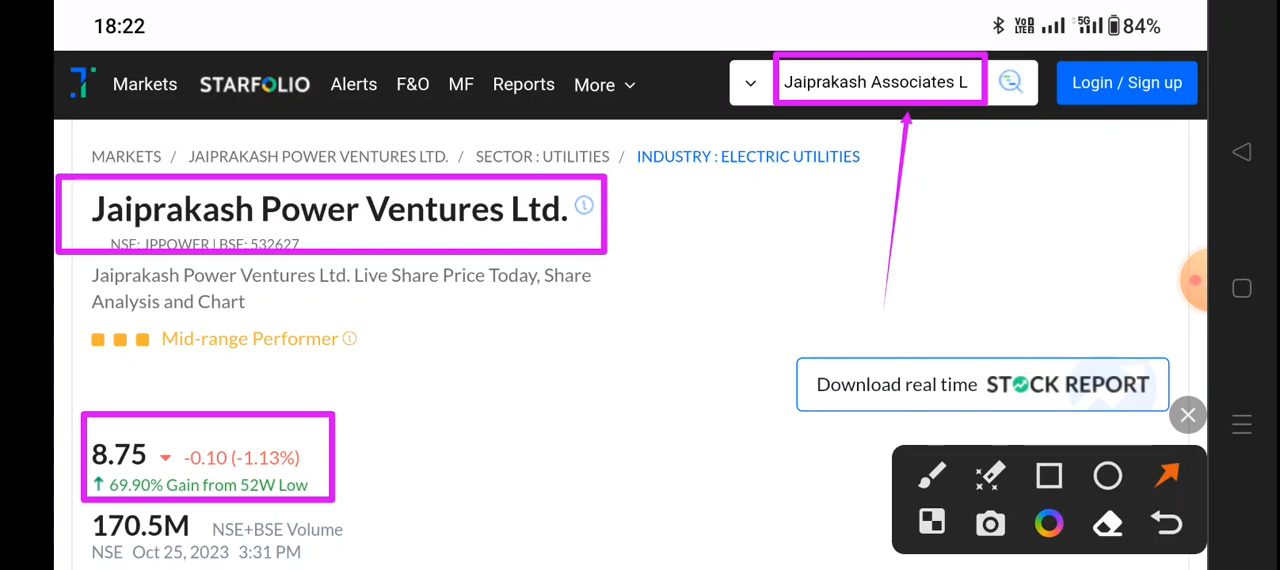 18:22
VoD LTE 5G 84%
Markets STARFOLIO Alerts F&O MF Reports More Jaiprakash Associates L Login / Sign up
MARKETS / JAIPRAKASH POWER VENTURES LTD. / SECTOR : UTILITIES / INDUSTRY : ELECTRIC UTILITIES
Jaiprakash Power Ventures Ltd.
NSE: JPPOWER | BSE: 532627
Jaiprakash Power Ventures Ltd. Live Share Price Today, Share
Analysis and Chart
Mid-range Performer
Download real time STOCK REPORT
8.75 -0.10 (-1.13%)
69.90% Gain from 52W Low
170.5M NSE+BSE Volume
NSE Oct 25, 2023 3:31 PM